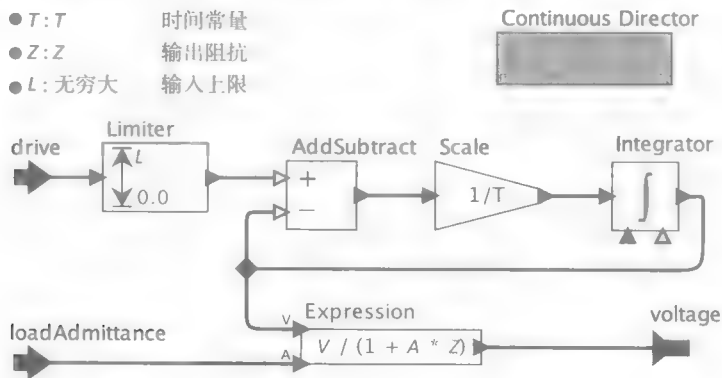 T: T 时间常量
Z: Z 输出阻抗
L: 无穷大 输入上限
Continuous Director
drive
Limiter
L
0.0
AddSubtract
+
−
Scale
1/T
Integrator
∫
loadAdmittance
V
A
Expression
V / (1 + A * Z)
voltage